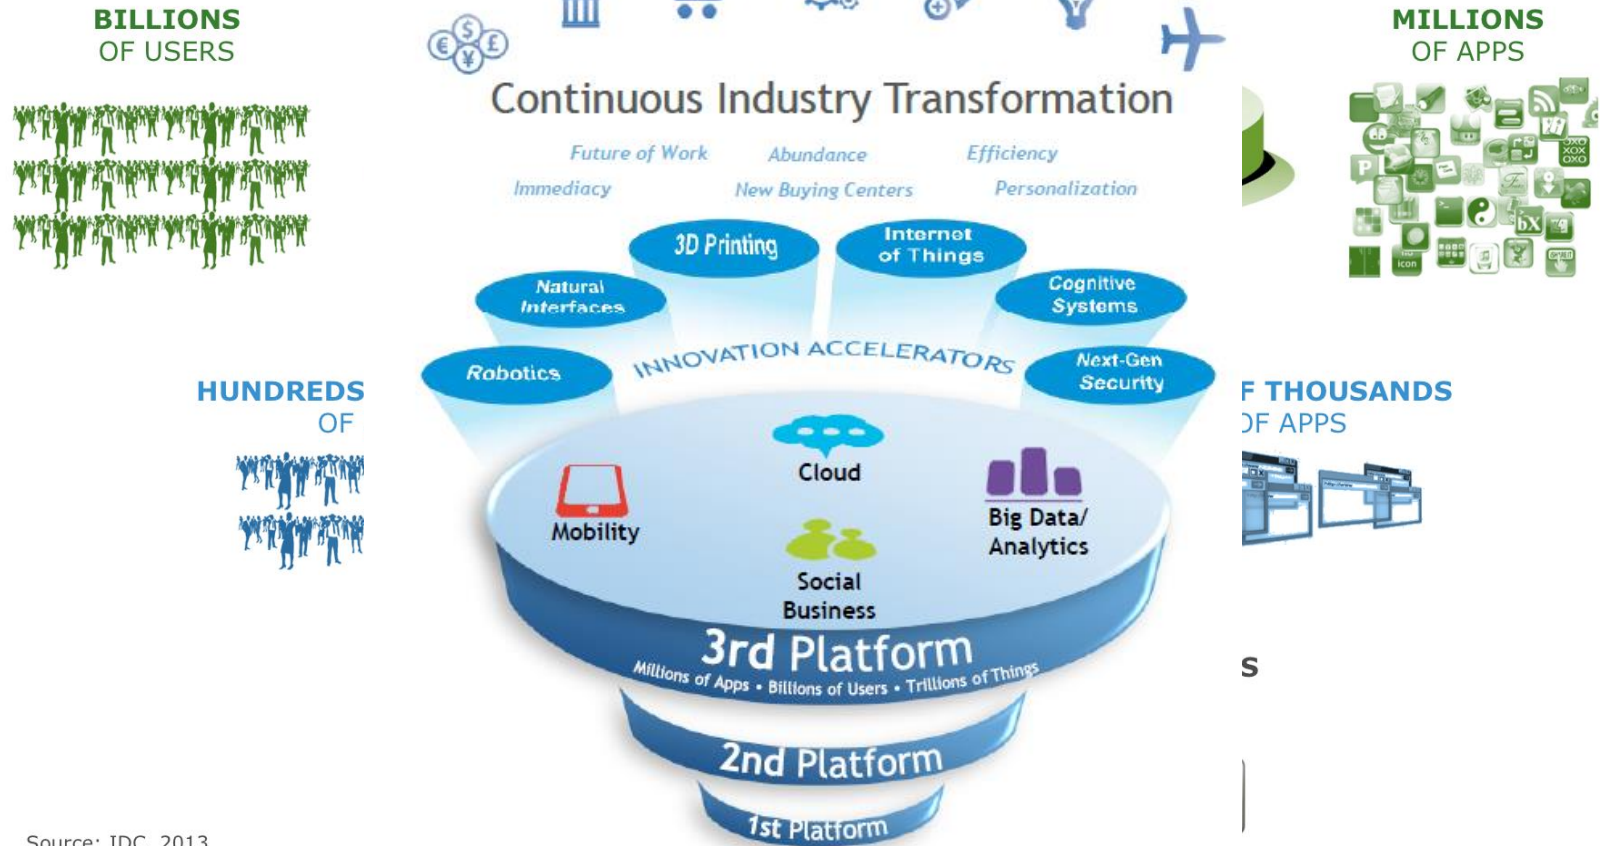 BILLIONS
OF USERS
MILLIONS
OF APPS
Continuous Industry Transformation
Future of Work
Abundance
Efficiency
Immediacy
New Buying Centers
Personalization
3D Printing
Internet
of Things
Natural
Interfaces
Cognitive
Systems
Robotics
INNOVATION ACCELERATORS
Next-Gen
Security
HUNDREDS
OF
F THOUSANDS
OF APPS
Cloud
Mobility
Big Data/
Analytics
Social
Business
3rd Platform
Millions of Apps • Billions of Users • Trillions of Things
S
2nd Platform
1st Platform
Source: IDC, 2013